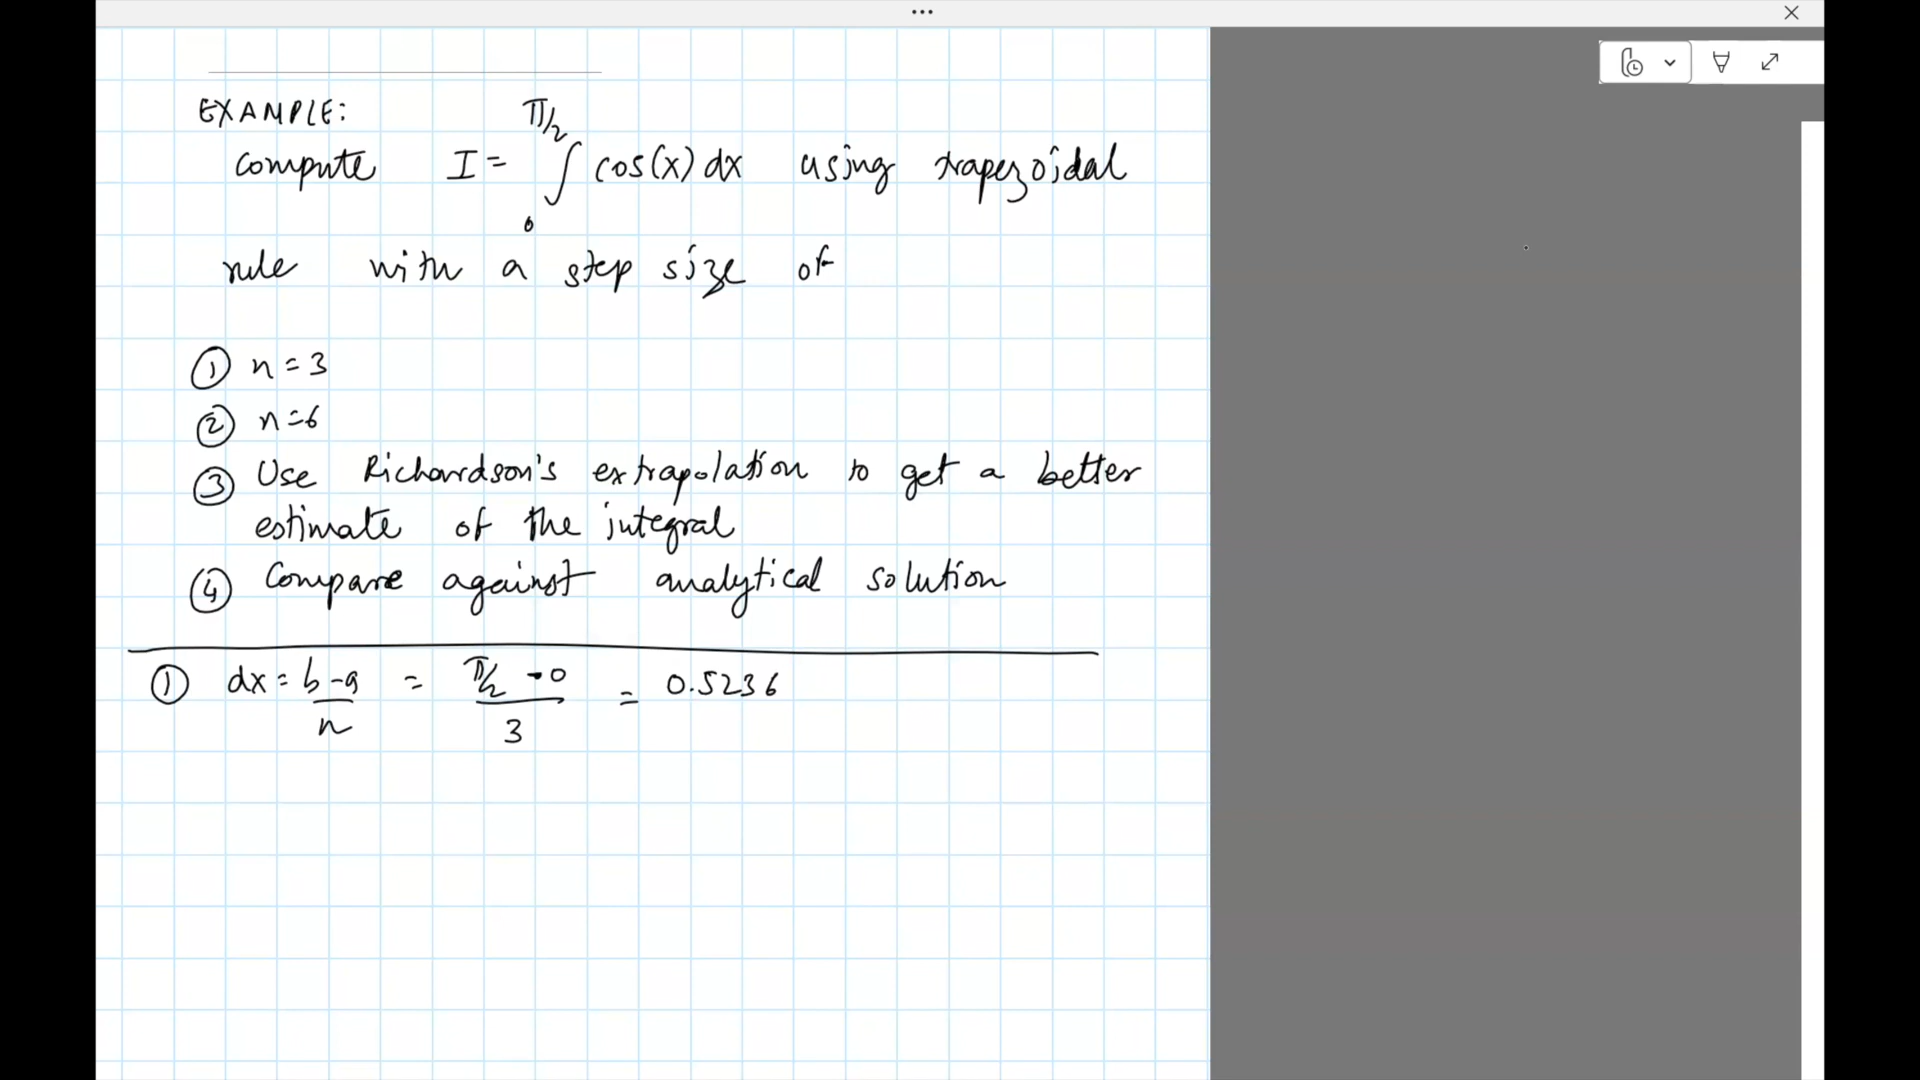 EXAMPLE:
compute I = ∫₀^{π/2} cos(x) dx using trapezoidal
rule with a step size of
① n = 3
② n = 6
③ Use Richardson's extrapolation to get a better
estimate of the integral
④ Compare against analytical solution
① dx = (b - a)/n = (π/2 - 0)/3 = 0.5236